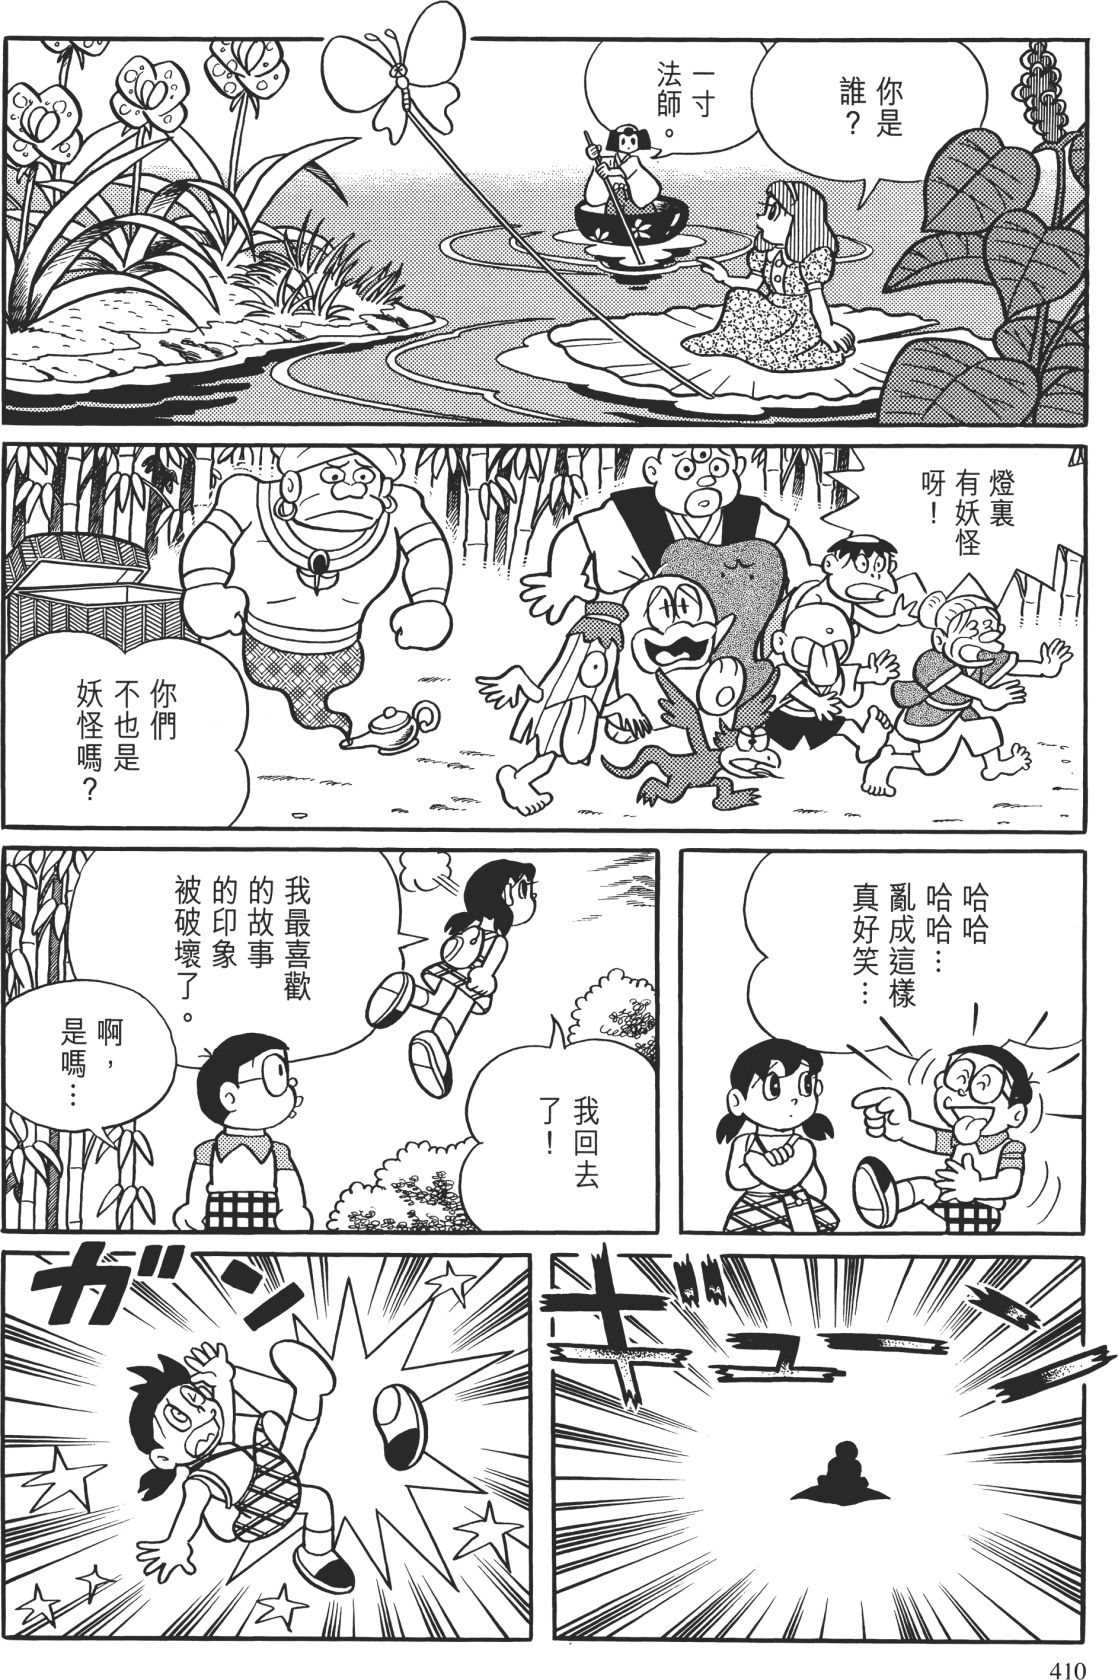 你是
誰？
一寸
法師。
燈裏
有妖怪
呀！
你們
不也是
妖怪嗎？
哈哈
哈哈…
亂成這樣
真好笑…
我最喜歡
的故事
的印象
被破壞了。
啊，
是嗎…
我回去
了！
ギューン
ガン
410